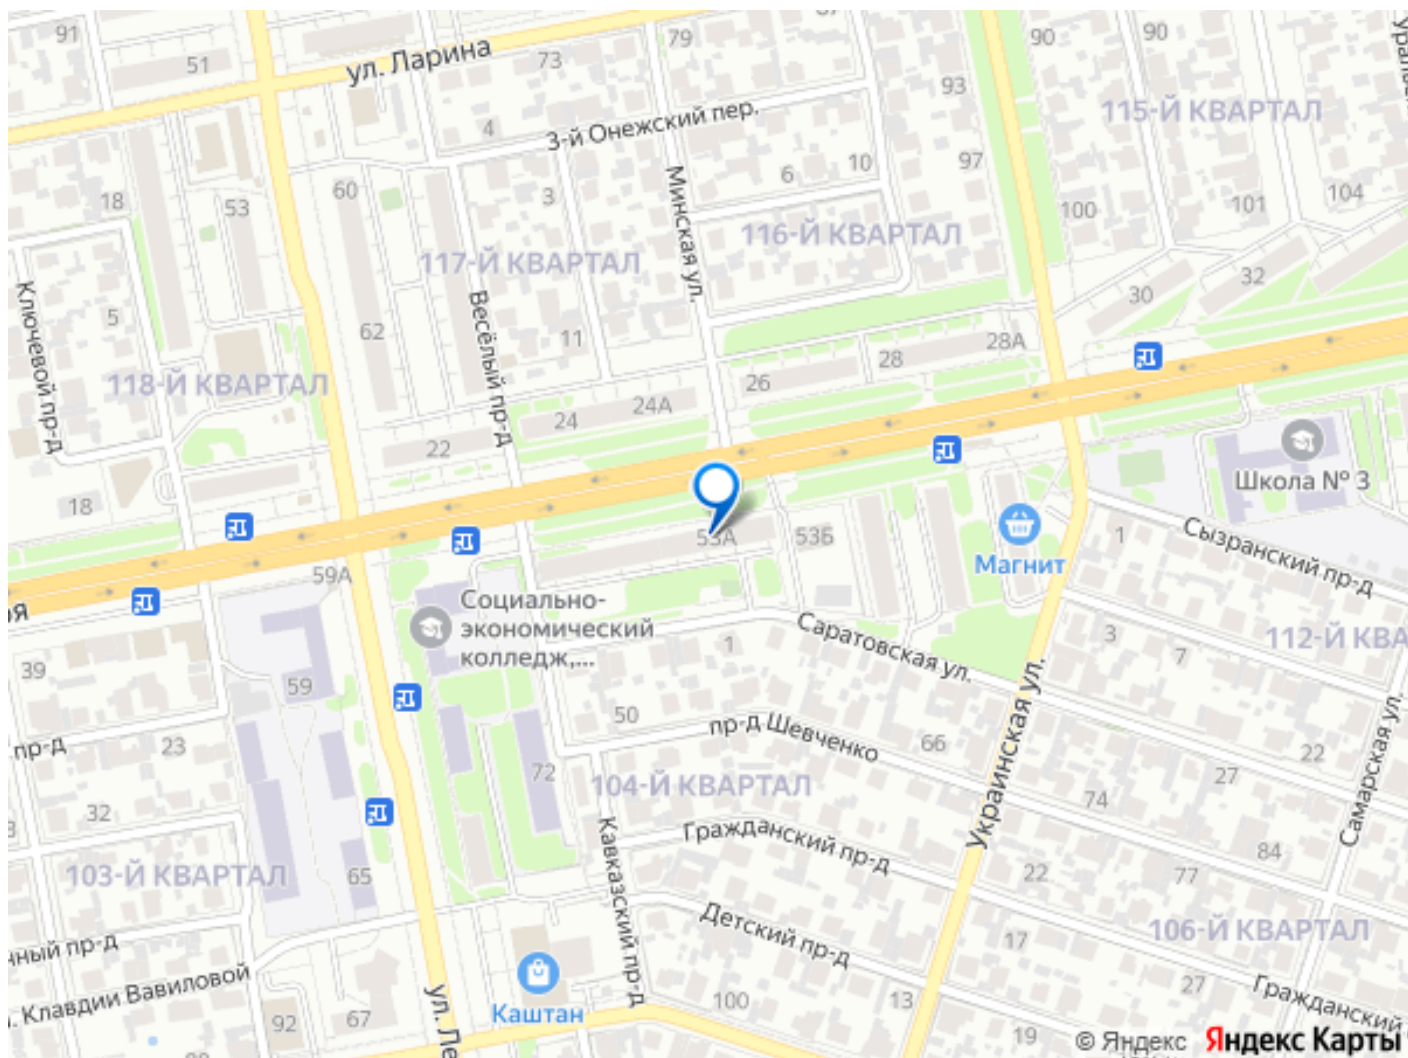 91
51
ул. Ларина
73
79
90
90
93
115-Й КВАРТАЛ
4
3-й Онежский пер.
97
10
6
60
3
18
53
Минская ул.
100
101
104
116-Й КВАРТАЛ
117-Й КВАРТАЛ
Ключевой пр-д
5
62
Весёлый пр-д
11
30
32
28А
28
26
118-Й КВАРТАЛ
24А
24
22
18
Школа № 3
53А
53Б
Магнит
1
Сызранский пр-д
59А
Социально-
экономический
колледж,...
39
59
1
Саратовская ул.
3
7
112-Й КВА
50
пр-д Шевченко
66
пр-д
23
72
104-Й КВАРТАЛ
Украинская ул.
22
27
74
Самарская ул.
32
Кавказский пр-д
Гражданский пр-д
84
103-Й КВАРТАЛ
65
22
77
Детский пр-д
17
106-Й КВАРТАЛ
нный пр-д
27
Гражданский
. Клавдии Вавиловой
ул. Ле
Каштан
100
13
92
67
19
© Яндекс Яндекс Карты